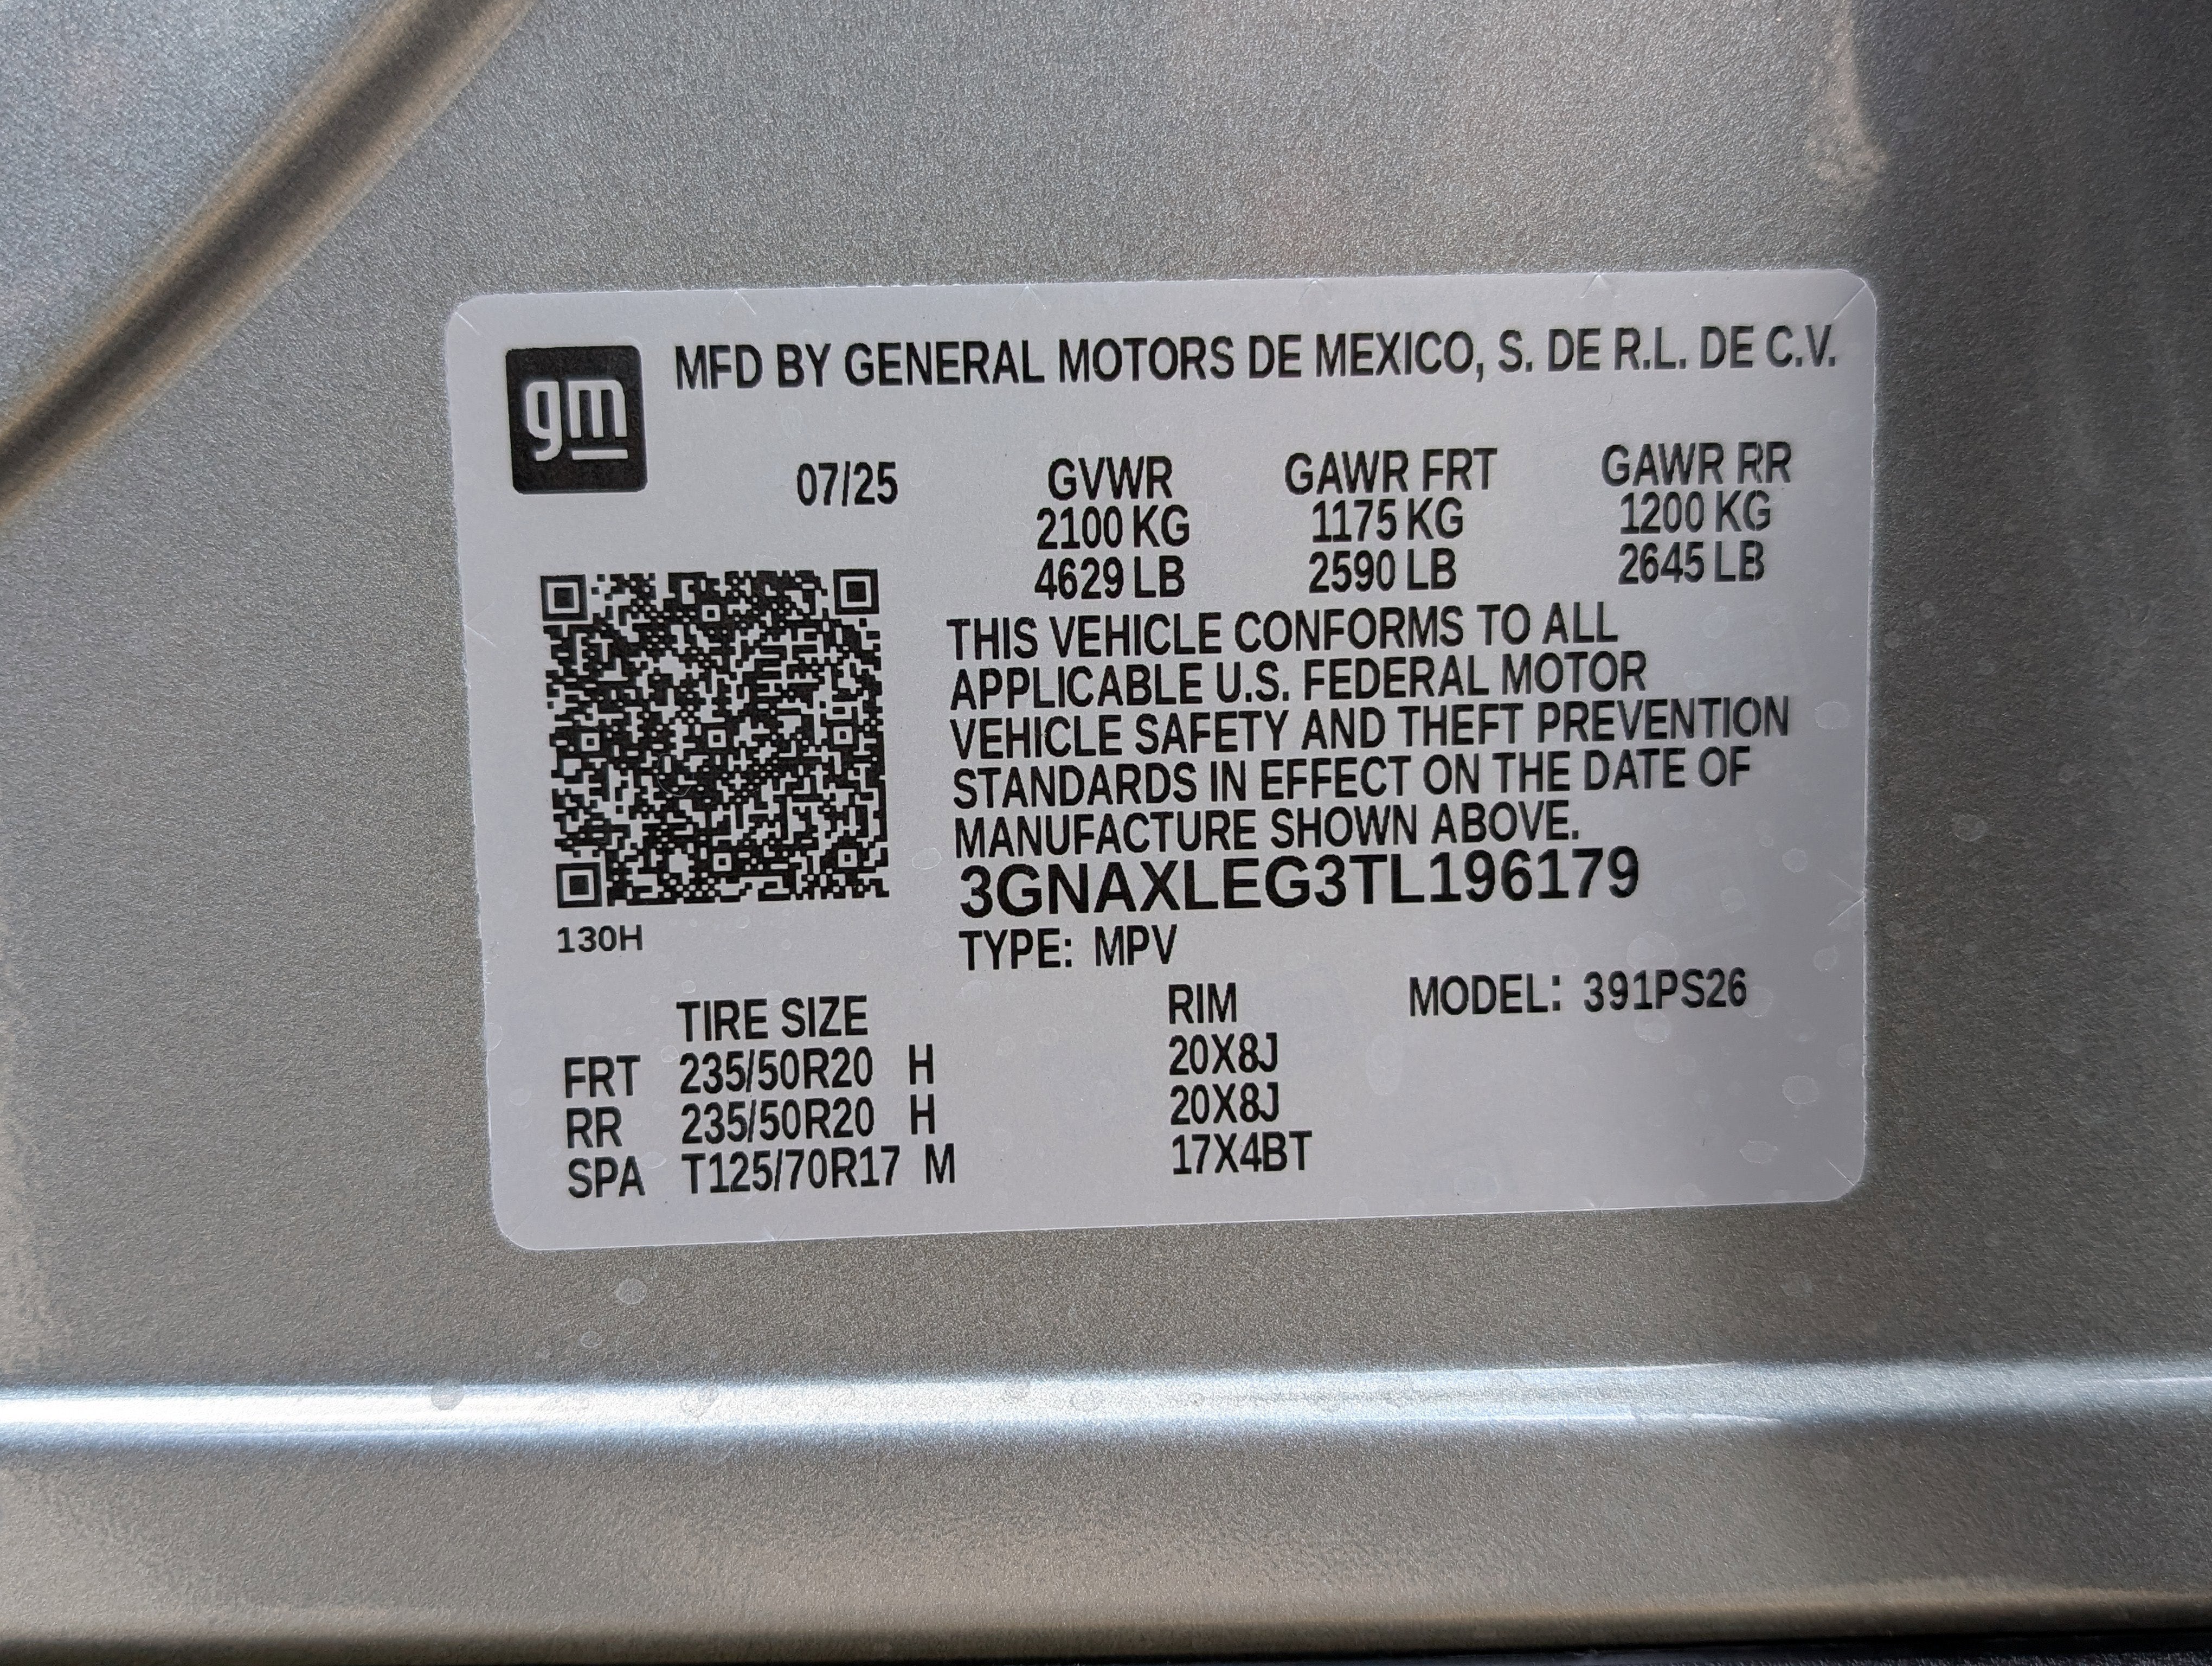 gm
MFD BY GENERAL MOTORS DE MEXICO, S. DE R.L. DE C.V.
07/25 GVWR GAWR FRT GAWR RR
2100 KG 1175 KG 1200 KG
4629 LB 2590 LB 2645 LB
THIS VEHICLE CONFORMS TO ALL
APPLICABLE U.S. FEDERAL MOTOR
VEHICLE SAFETY AND THEFT PREVENTION
STANDARDS IN EFFECT ON THE DATE OF
MANUFACTURE SHOWN ABOVE.
3GNAXLEG3TL196179
130H
TYPE: MPV
MODEL: 391PS26
TIRE SIZE RIM
FRT 235/50R20 H 20X8J
RR 235/50R20 H 20X8J
SPA T125/70R17 M 17X4BT